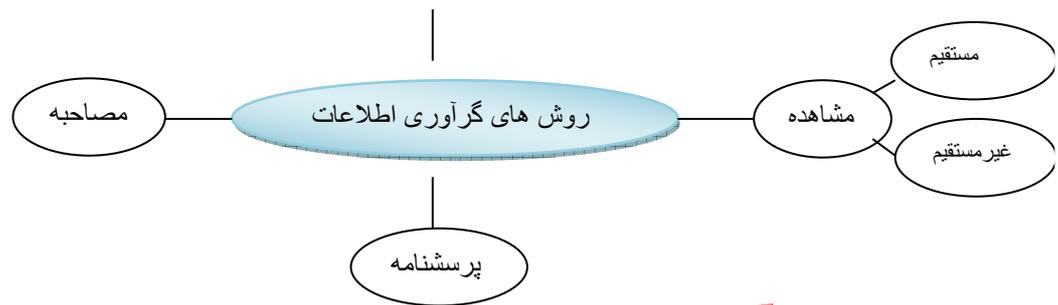 مستقیم
مشاهده
روش های گرآوری اطلاعات
مصاحبه
غیرمستقیم
پرسشنامه